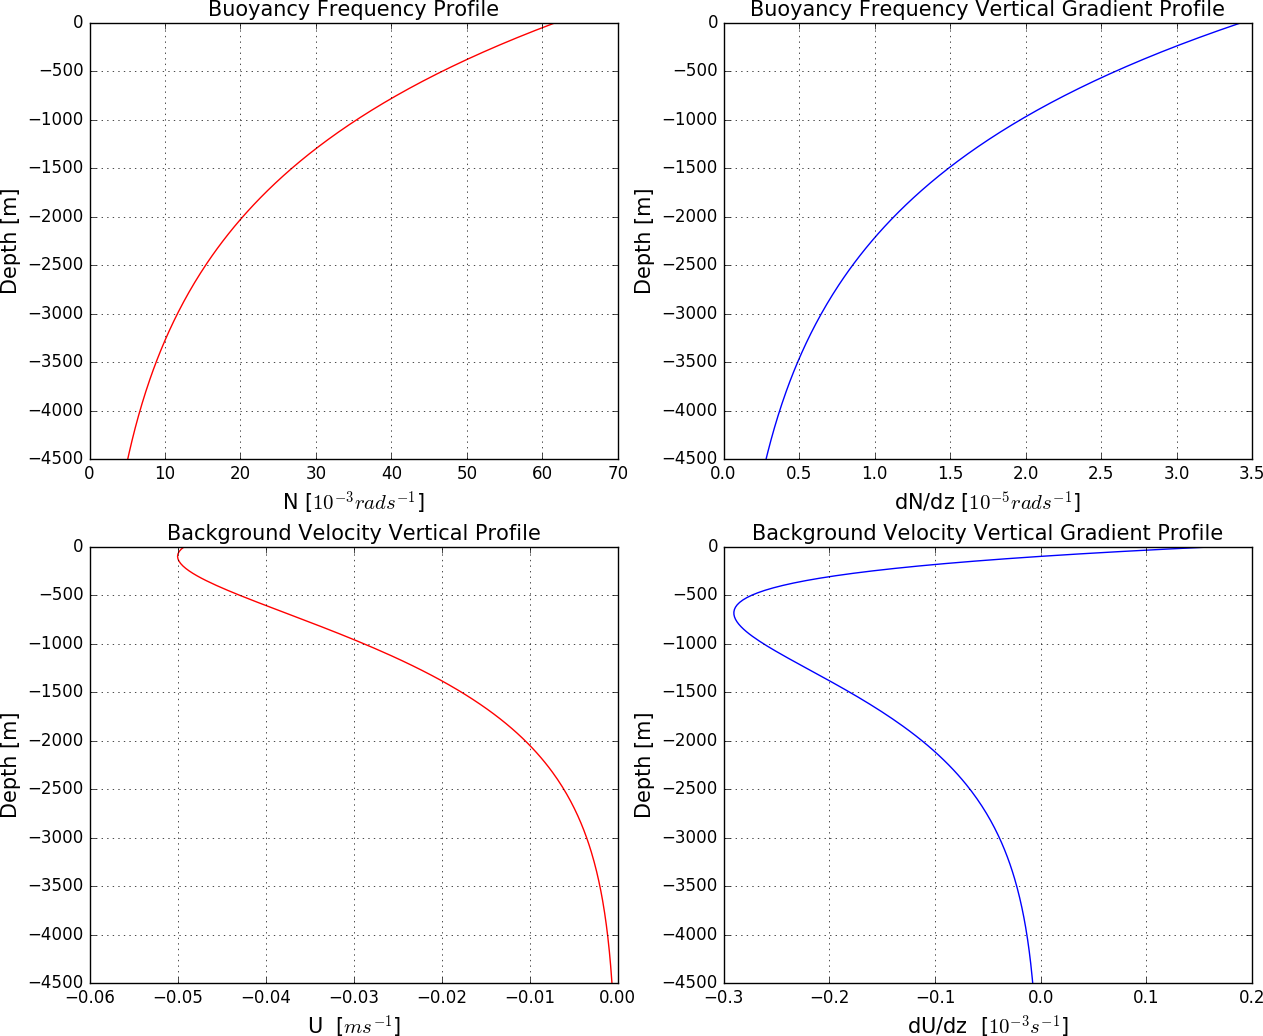 Buoyancy Frequency Profile
0
−500
−1000
−1500
−2000
−2500
−3000
−3500
−4000
−4500
Depth [m]
0 10 20 30 40 50 60 70
N [10⁻³rads⁻¹]
Buoyancy Frequency Vertical Gradient Profile
0
−500
−1000
−1500
−2000
−2500
−3000
−3500
−4000
−4500
Depth [m]
0.0 0.5 1.0 1.5 2.0 2.5 3.0 3.5
dN/dz [10⁻⁵rads⁻¹]
Background Velocity Vertical Profile
0
−500
−1000
−1500
−2000
−2500
−3000
−3500
−4000
−4500
Depth [m]
−0.06 −0.05 −0.04 −0.03 −0.02 −0.01 0.00
U [ms⁻¹]
Background Velocity Vertical Gradient Profile
0
−500
−1000
−1500
−2000
−2500
−3000
−3500
−4000
−4500
Depth [m]
−0.3 −0.2 −0.1 0.0 0.1 0.2
dU/dz [10⁻³s⁻¹]